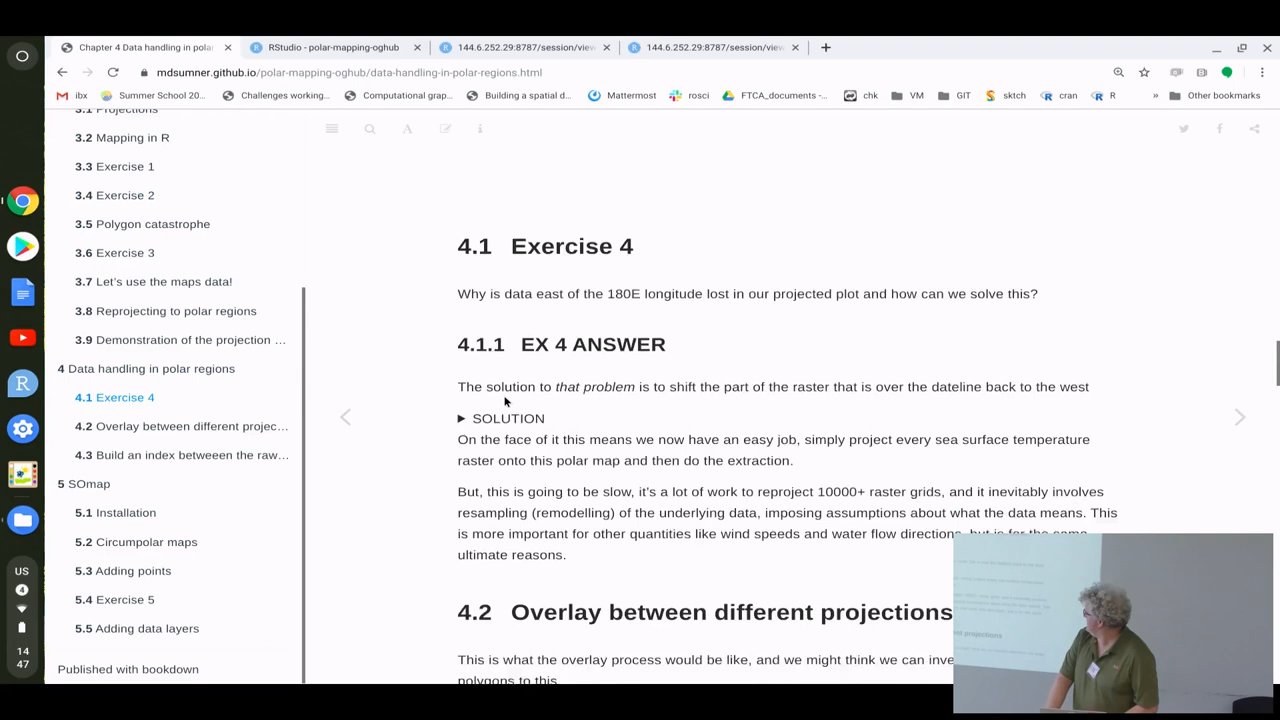 Chapter 4 Data handling in pola
RStudio - polar-mapping-oghub
144.6.252.29:8787/session/view
144.6.252.29:8787/session/view
mdsumner.github.io/polar-mapping-oghub/data-handling-in-polar-regions.html
ibx
Summer School 20...
Challenges working...
Computational grap...
Building a spatial d...
Mattermost
rosci
FTCA_documents -...
chk
VM
GIT
sktch
cran
R
»
Other bookmarks
3.1 Projections
3.2 Mapping in R
3.3 Exercise 1
3.4 Exercise 2
3.5 Polygon catastrophe
3.6 Exercise 3
3.7 Let's use the maps data!
3.8 Reprojecting to polar regions
3.9 Demonstration of the projection ...
4 Data handling in polar regions
4.1 Exercise 4
4.2 Overlay between different projec...
4.3 Build an index betweeen the raw...
5 SOmap
5.1 Installation
5.2 Circumpolar maps
5.3 Adding points
5.4 Exercise 5
5.5 Adding data layers
Published with bookdown
4.1 Exercise 4
Why is data east of the 180E longitude lost in our projected plot and how can we solve this?
4.1.1 EX 4 ANSWER
The solution to that problem is to shift the part of the raster that is over the dateline back to the west
SOLUTION
On the face of it this means we now have an easy job, simply project every sea surface temperature
raster onto this polar map and then do the extraction.
But, this is going to be slow, it's a lot of work to reproject 10000+ raster grids, and it inevitably involves
resampling (remodelling) of the underlying data, imposing assumptions about what the data means. This
is more important for other quantities like wind speeds and water flow directions, but is for the same
ultimate reasons.
4.2 Overlay between different projections
This is what the overlay process would be like, and we might think we can inve
polygons to this
US
4
14
47